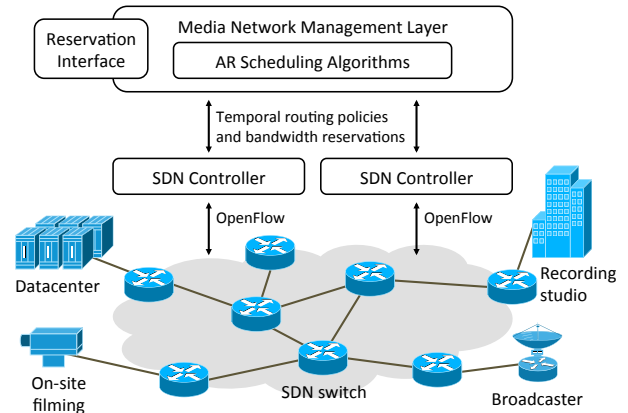 Media Network Management Layer
Reservation
Interface
AR Scheduling Algorithms
Temporal routing policies
and bandwidth reservations
SDN Controller
SDN Controller
OpenFlow
OpenFlow
Datacenter
Recording
studio
On-site
filming
SDN switch
Broadcaster